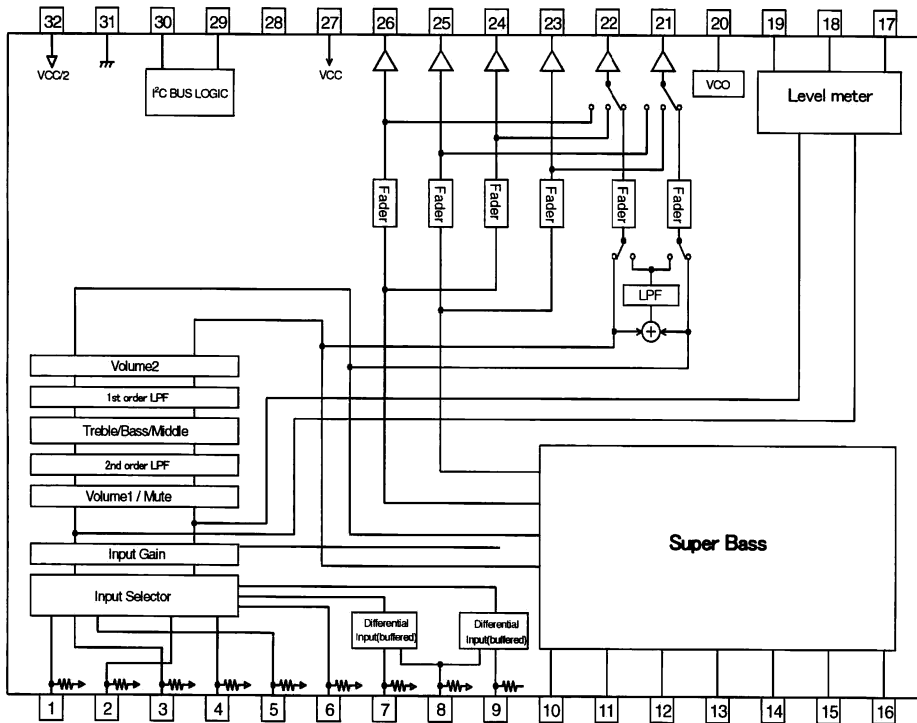 32 31 30 29 28 27 26 25 24 23 22 21 20 19 18 17
VCC/2
I²C BUS LOGIC
VCC
VCO
Level meter
Fader Fader Fader Fader Fader Fader
LPF
+
Volume2
1st order LPF
Treble/Bass/Middle
2nd order LPF
Volume1 / Mute
Input Gain
Input Selector
Differential
Input(buffered)
Differential
Input(buffered)
Super Bass
1 2 3 4 5 6 7 8 9 10 11 12 13 14 15 16